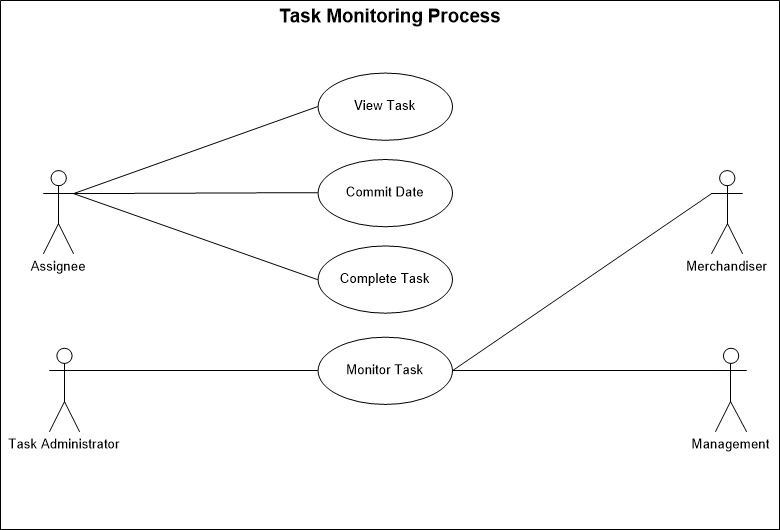 Task Monitoring Process
View Task
Commit Date
Complete Task
Assignee
Merchandiser
Monitor Task
Task Administrator
Management